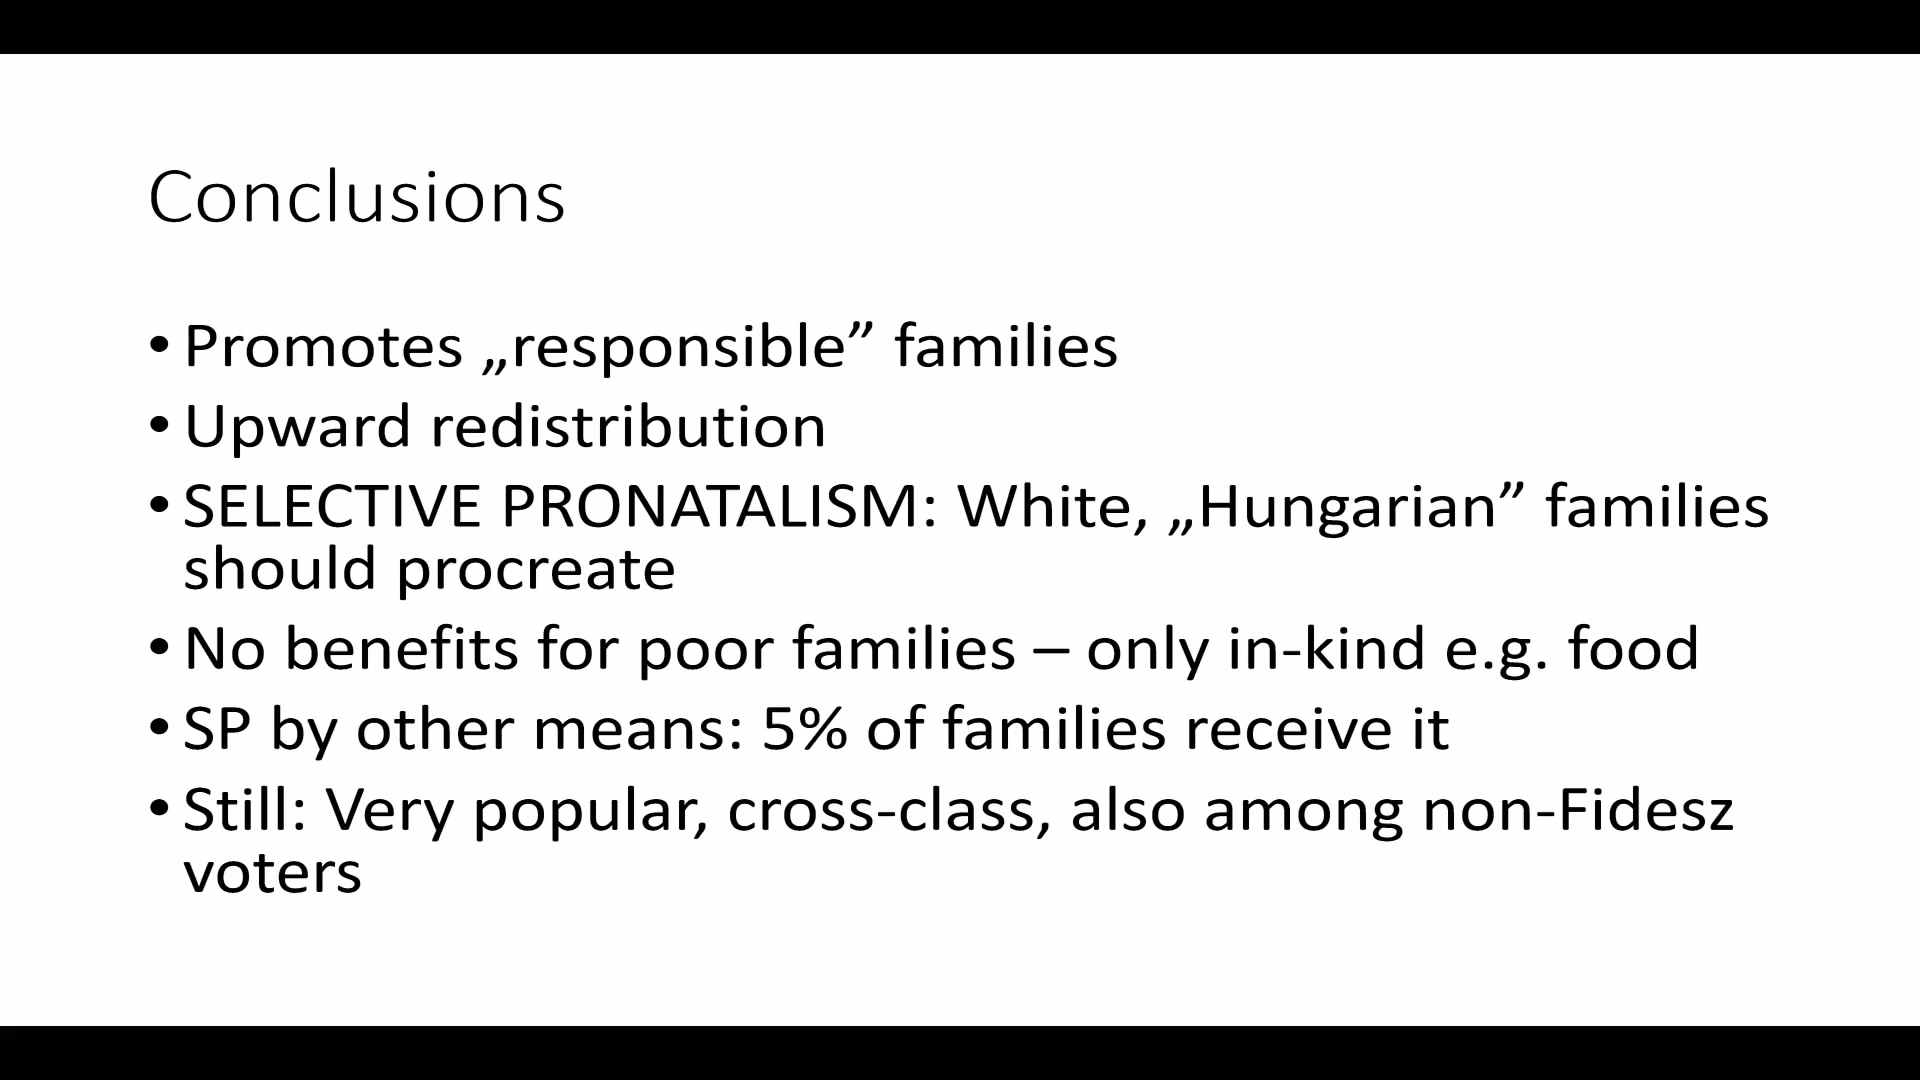 Conclusions
• Promotes „responsible” families
• Upward redistribution
• SELECTIVE PRONATALISM: White, „Hungarian” families
should procreate
• No benefits for poor families – only in-kind e.g. food
• SP by other means: 5% of families receive it
• Still: Very popular, cross-class, also among non-Fidesz
voters